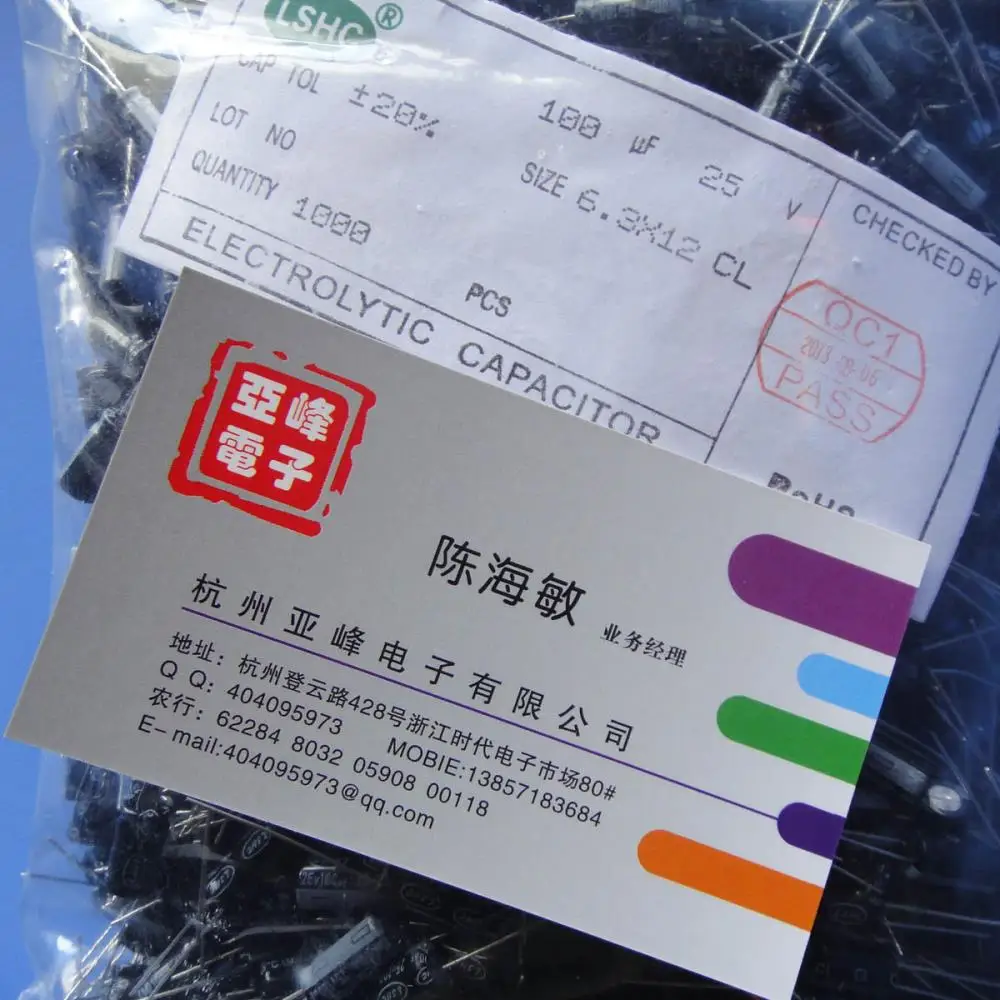 LSHC ®
CAP TOL ±20% 100 µF 25 V
LOT NO SIZE 6.3X12 CL
QUANTITY 1000 PCS
ELECTROLYTIC CAPACITOR
CHECKED BY
QC1
2013-09-06
PASS
RoHS
亞峰
電子
陈海敏 业务经理
杭州亚峰电子有限公司
地址：杭州登云路428号浙江时代电子市场80#
Q Q：404095973 MOBIE:13857183684
农行：62284 8032 05908 00118
E-mail:404095973@qq.com